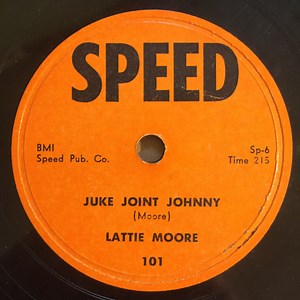 SPEED
BMI
Speed Pub. Co.
Sp-6
Time 215
JUKE JOINT JOHNNY
(Moore)
LATTIE MOORE
101